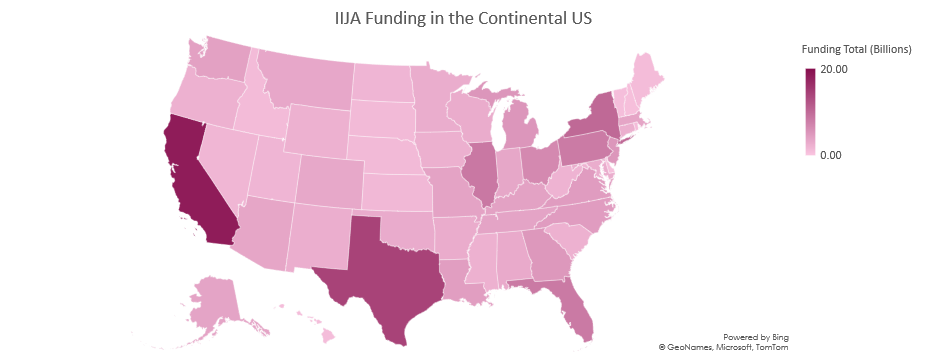 IIJA Funding in the Continental US
Funding Total (Billions)
20.00
0.00
Powered by Bing
© GeoNames, Microsoft, TomTom